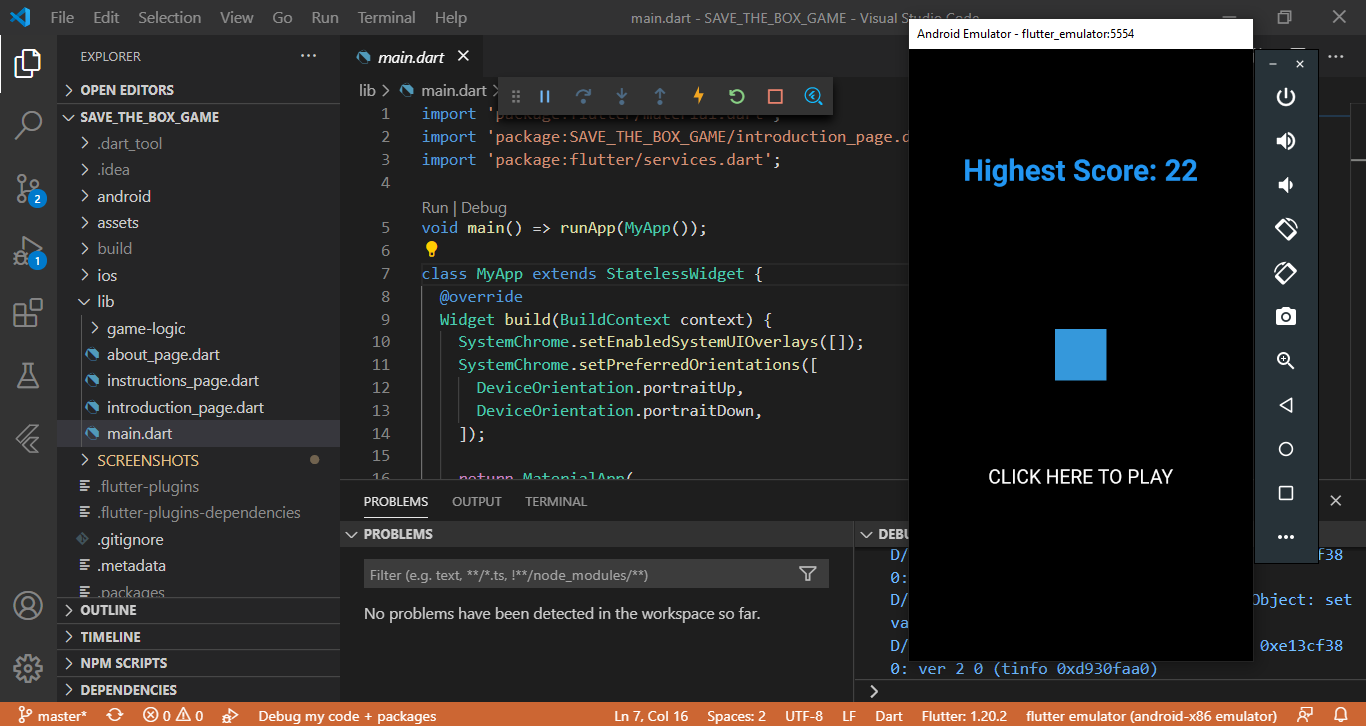 File Edit Selection View Go Run Terminal Help
main.dart - SAVE_THE_BOX_GAME - Visual Studio Code
EXPLORER
OPEN EDITORS
SAVE_THE_BOX_GAME
.dart_tool
.idea
android
assets
build
ios
lib
game-logic
about_page.dart
instructions_page.dart
introduction_page.dart
main.dart
SCREENSHOTS
.flutter-plugins
.flutter-plugins-dependencies
.gitignore
.metadata
.packages
OUTLINE
TIMELINE
NPM SCRIPTS
DEPENDENCIES
2
1
main.dart
lib > main.dart >
1 import 'package:flutter/material.dart';
2 import 'package:SAVE_THE_BOX_GAME/introduction_page.d
3 import 'package:flutter/services.dart';
4
Run | Debug
5 void main() => runApp(MyApp());
6
7 class MyApp extends StatelessWidget {
8 @override
9 Widget build(BuildContext context) {
10 SystemChrome.setEnabledSystemUIOverlays([]);
11 SystemChrome.setPreferredOrientations([
12 DeviceOrientation.portraitUp,
13 DeviceOrientation.portraitDown,
14 ]);
15
16 return MaterialApp(
PROBLEMS OUTPUT TERMINAL
PROBLEMS
Filter (e.g. text, **/*.ts, !**/node_modules/**)
No problems have been detected in the workspace so far.
DEBU
D/ cf38
0:
D/ Object: set
va
D/ 0xe13cf38
0: ver 2 0 (tinfo 0xd930faa0)
Android Emulator - flutter_emulator:5554
Highest Score: 22
CLICK HERE TO PLAY
master* 0 0 Debug my code + packages Ln 7, Col 16 Spaces: 2 UTF-8 LF Dart Flutter: 1.20.2 flutter emulator (android-x86 emulator)